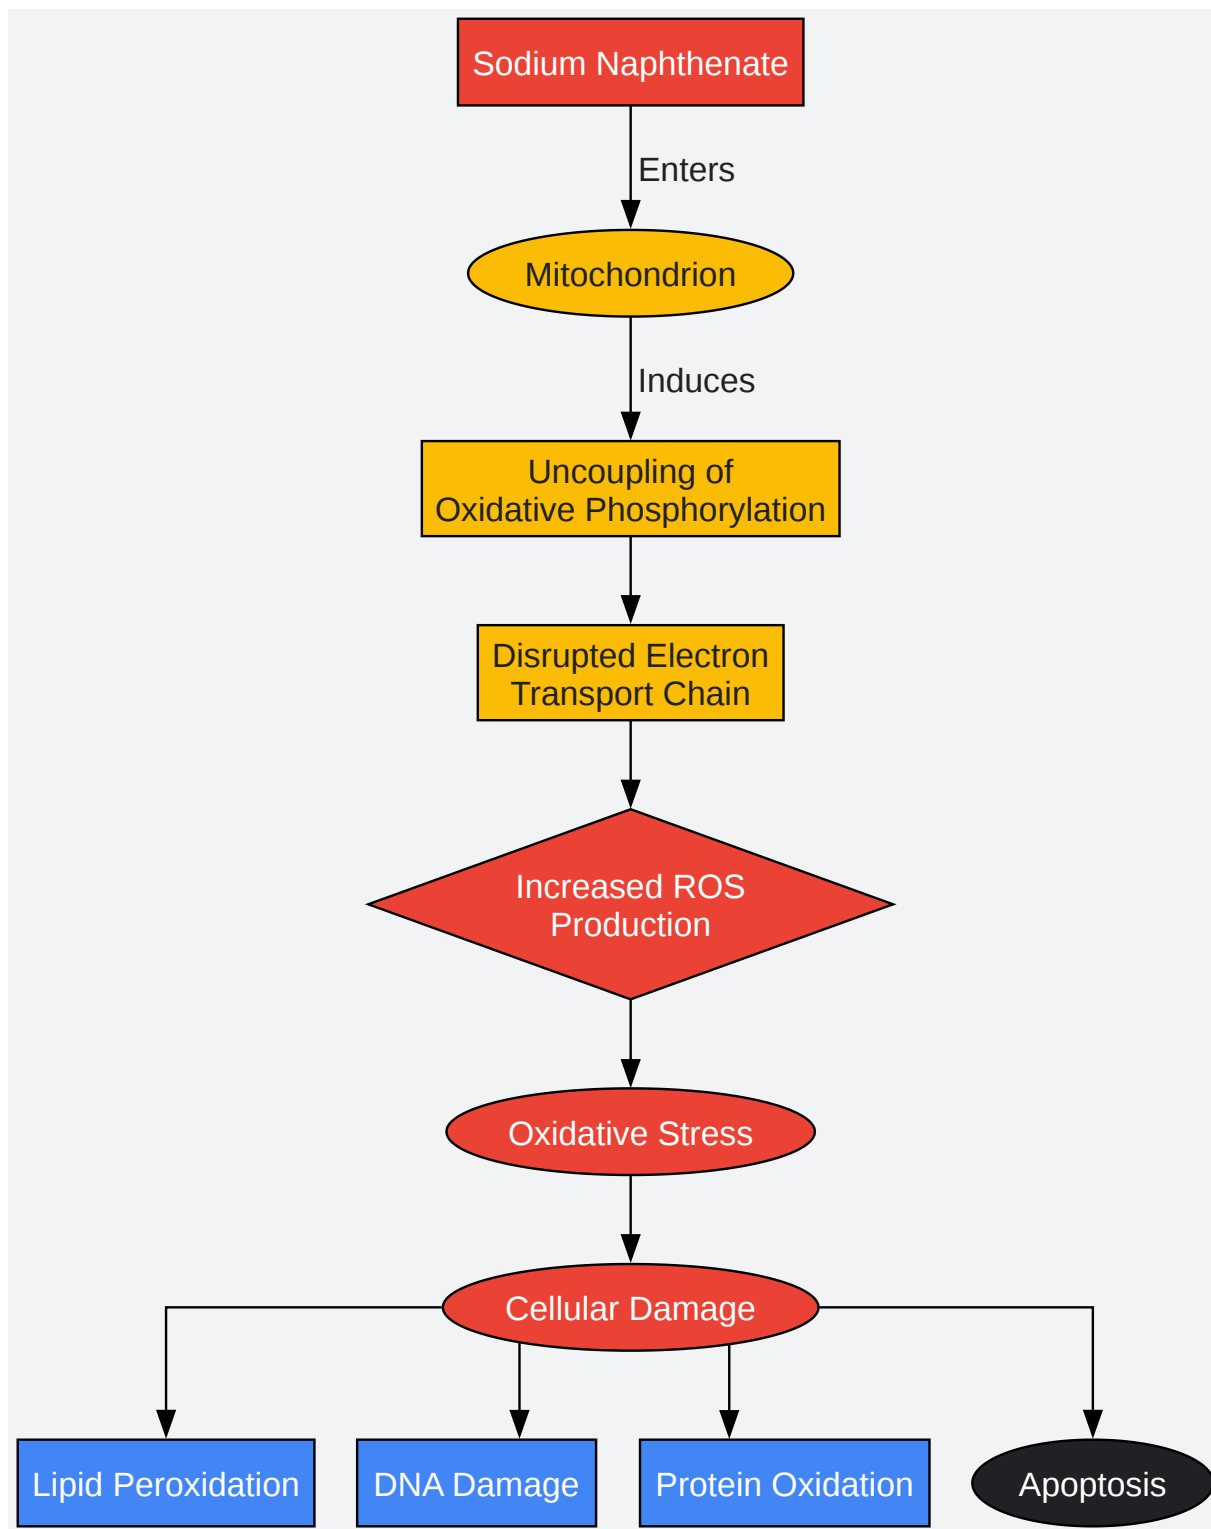 Sodium Naphthenate
Enters
Mitochondrion
Induces
Uncoupling of
Oxidative Phosphorylation
Disrupted Electron
Transport Chain
Increased ROS
Production
Oxidative Stress
Cellular Damage
Lipid Peroxidation
DNA Damage
Protein Oxidation
Apoptosis